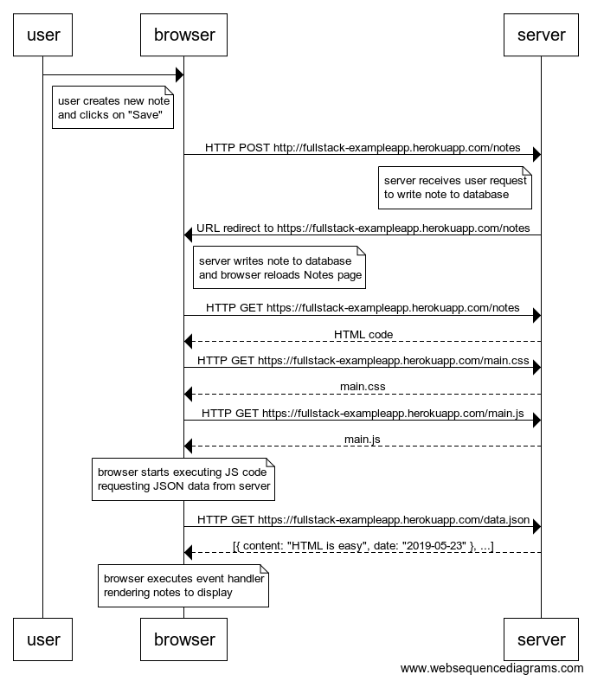 user browser server
user creates new note
and clicks on "Save"
HTTP POST http://fullstack-exampleapp.herokuapp.com/notes
server receives user request
to write note to database
URL redirect to https://fullstack-exampleapp.herokuapp.com/notes
server writes note to database
and browser reloads Notes page
HTTP GET https://fullstack-exampleapp.herokuapp.com/notes
HTML code
HTTP GET https://fullstack-exampleapp.herokuapp.com/main.css
main.css
HTTP GET https://fullstack-exampleapp.herokuapp.com/main.js
main.js
browser starts executing JS code
requesting JSON data from server
HTTP GET https://fullstack-exampleapp.herokuapp.com/data.json
[{ content: "HTML is easy", date: "2019-05-23" }, ...]
browser executes event handler
rendering notes to display
user browser server
www.websequencediagrams.com